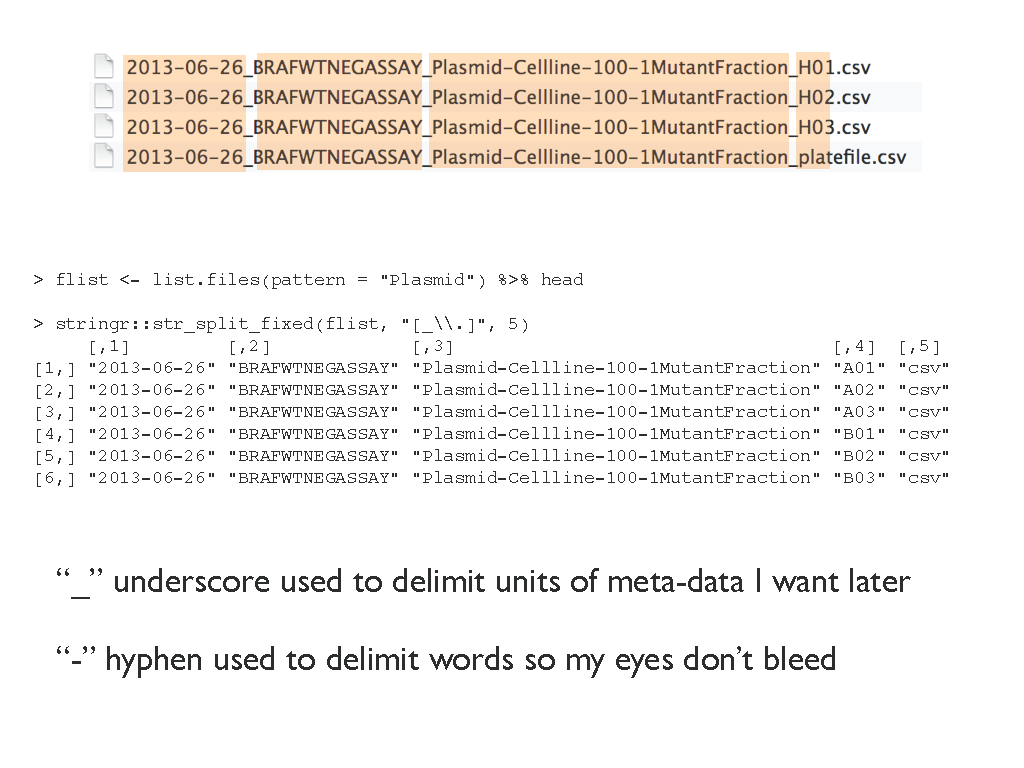 2013-06-26_BRAFWTNEGASSAY_Plasmid-Cellline-100-1MutantFraction_H01.csv
2013-06-26_BRAFWTNEGASSAY_Plasmid-Cellline-100-1MutantFraction_H02.csv
2013-06-26_BRAFWTNEGASSAY_Plasmid-Cellline-100-1MutantFraction_H03.csv
2013-06-26_BRAFWTNEGASSAY_Plasmid-Cellline-100-1MutantFraction_platefile.csv
> flist <- list.files(pattern = "Plasmid") %>% head
> stringr::str_split_fixed(flist, "[_\\.]", 5)
[,1] [,2] [,3] [,4] [,5]
[1,] "2013-06-26" "BRAFWTNEGASSAY" "Plasmid-Cellline-100-1MutantFraction" "A01" "csv"
[2,] "2013-06-26" "BRAFWTNEGASSAY" "Plasmid-Cellline-100-1MutantFraction" "A02" "csv"
[3,] "2013-06-26" "BRAFWTNEGASSAY" "Plasmid-Cellline-100-1MutantFraction" "A03" "csv"
[4,] "2013-06-26" "BRAFWTNEGASSAY" "Plasmid-Cellline-100-1MutantFraction" "B01" "csv"
[5,] "2013-06-26" "BRAFWTNEGASSAY" "Plasmid-Cellline-100-1MutantFraction" "B02" "csv"
[6,] "2013-06-26" "BRAFWTNEGASSAY" "Plasmid-Cellline-100-1MutantFraction" "B03" "csv"
“_” underscore used to delimit units of meta-data I want later
“-” hyphen used to delimit words so my eyes don’t bleed